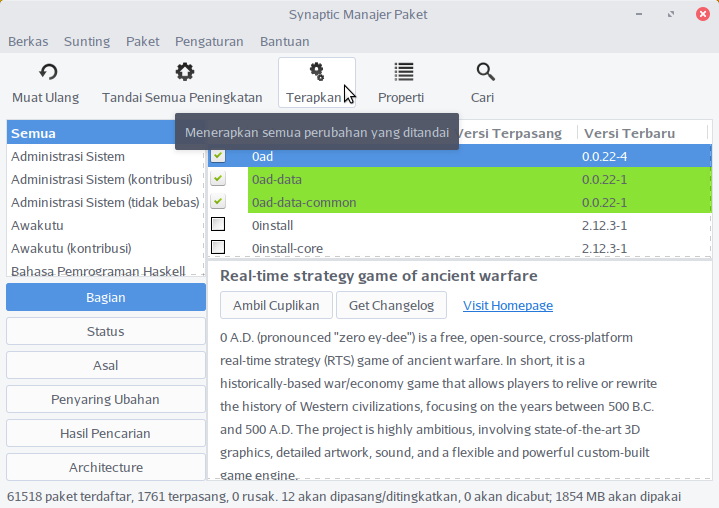 Synaptic Manajer Paket
Berkas Sunting Paket Pengaturan Bantuan
Muat Ulang Tandai Semua Peningkatan Terapkan Properti Cari
Menerapkan semua perubahan yang ditandai
Versi Terpasang Versi Terbaru
Semua
Administrasi Sistem
Administrasi Sistem (kontribusi)
Administrasi Sistem (tidak bebas)
Awakutu
Awakutu (kontribusi)
Bahasa Pemrograman Haskell
0ad 0.0.22-4
0ad-data 0.0.22-1
0ad-data-common 0.0.22-1
0install 2.12.3-1
0install-core 2.12.3-1
Bagian
Status
Asal
Penyaring Ubahan
Hasil Pencarian
Architecture
Real-time strategy game of ancient warfare
Ambil Cuplikan Get Changelog Visit Homepage
0 A.D. (pronounced "zero ey-dee") is a free, open-source, cross-platform
real-time strategy (RTS) game of ancient warfare. In short, it is a
historically-based war/economy game that allows players to relive or rewrite
the history of Western civilizations, focusing on the years between 500 B.C.
and 500 A.D. The project is highly ambitious, involving state-of-the-art 3D
graphics, detailed artwork, sound, and a flexible and powerful custom-built
game engine.
61518 paket terdaftar, 1761 terpasang, 0 rusak. 12 akan dipasang/ditingkatkan, 0 akan dicabut; 1854 MB akan dipakai